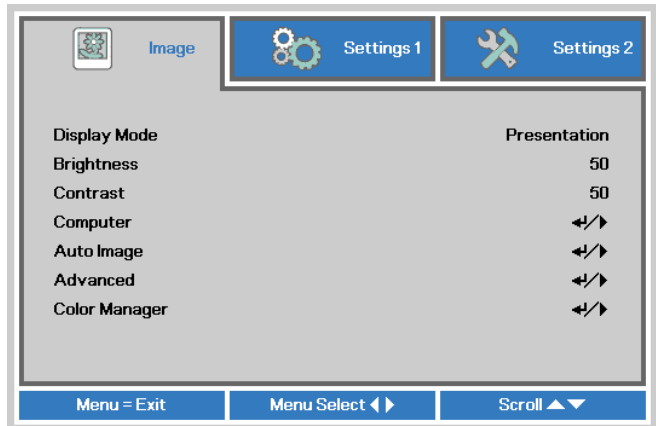 Image Settings 1 Settings 2
Display Mode Presentation
Brightness 50
Contrast 50
Computer ↵/▶
Auto Image ↵/▶
Advanced ↵/▶
Color Manager ↵/▶
Menu = Exit Menu Select ◀▶ Scroll ▲▼